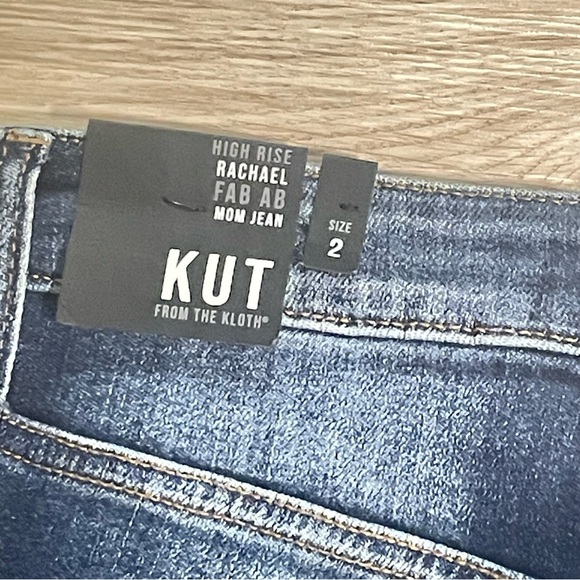 HIGH RISE
RACHAEL
FAB AB
MOM JEAN
KUT
FROM THE KLOTH®
SIZE
2